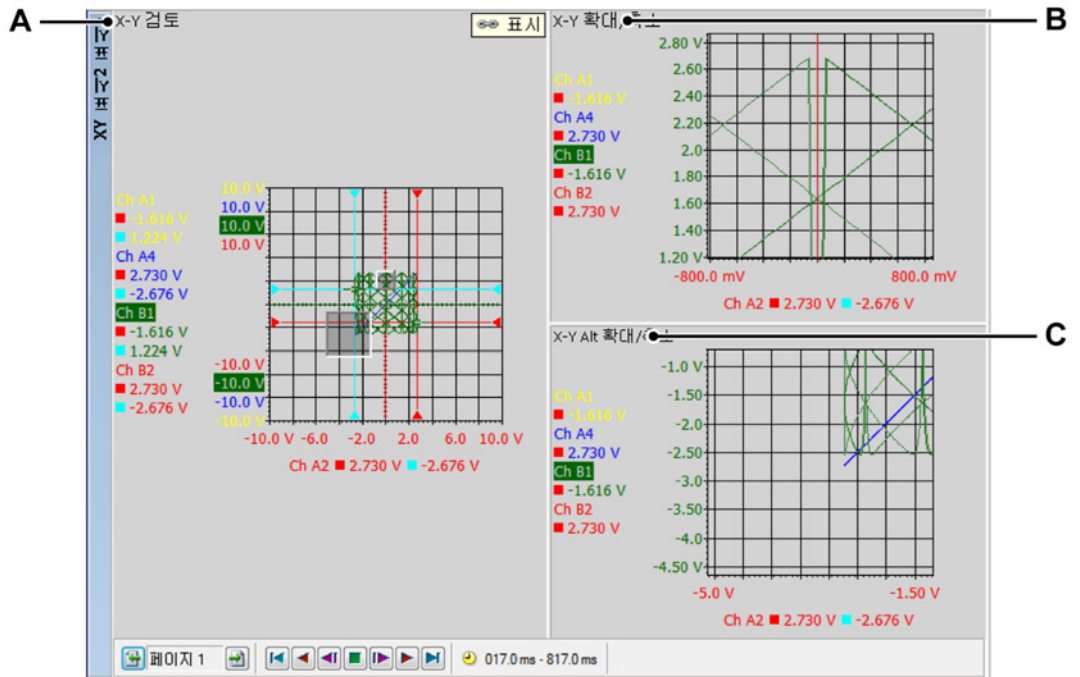 A
XY 표시2 표시
X-Y 검토
표시
Ch A1
-1.616 V
1.224 V
Ch A4
2.730 V
-2.676 V
Ch B1
-1.616 V
1.224 V
Ch B2
2.730 V
-2.676 V
10.0 V
10.0 V
10.0 V
10.0 V
-10.0 V
-10.0 V
-10.0 V
-10.0 V
-10.0 V -6.0 -2.0 2.0 6.0 10.0 V
Ch A2 2.730 V -2.676 V
B
X-Y 확대/축소
Ch A1
-1.616 V
Ch A4
2.730 V
Ch B1
-1.616 V
Ch B2
2.730 V
2.80 V
2.60
2.40
2.20
2.0
1.80
1.60
1.40
1.20 V
-800.0 mV 800.0 mV
Ch A2 2.730 V -2.676 V
C
X-Y Alt 확대/축소
Ch A1
-1.616 V
Ch A4
2.730 V
Ch B1
-1.616 V
Ch B2
2.730 V
-1.0 V
-1.50
-2.0
-2.50
-3.0
-3.50
-4.0
-4.50 V
-5.0 V -1.50 V
Ch A2 2.730 V -2.676 V
페이지 1
017.0 ms - 817.0 ms